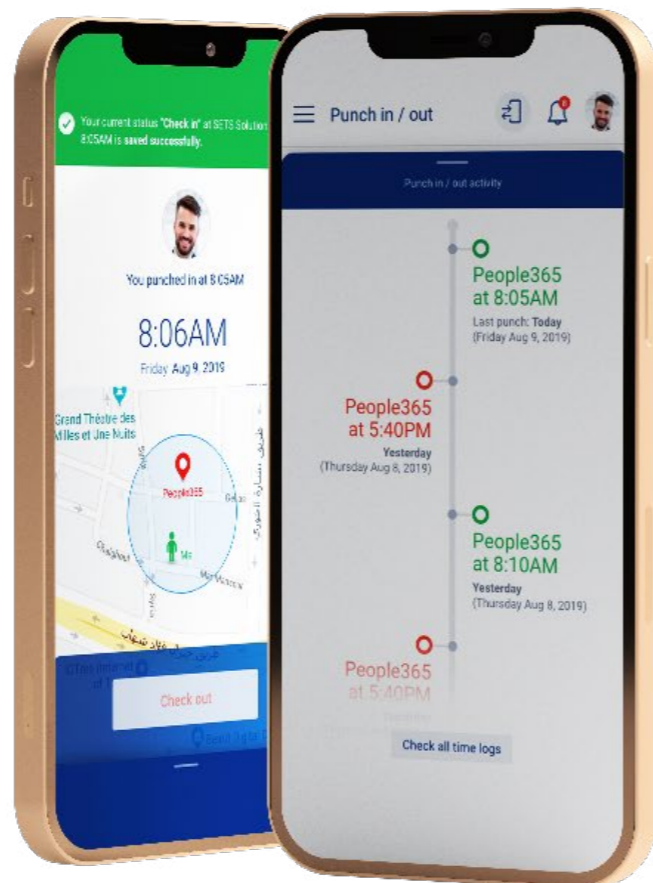 Your current status "Check in" at SETS Solution
8:05AM is saved successfully.
You punched in at 8:05AM
8:06AM
Friday Aug 9, 2019
Grand Théâtre des
Milles et Une Nuits
People365
Me
Mar Mansour
Syria
Check out
Punch in / out
Punch in / out activity
People365
at 8:05AM
Last punch: Today
(Friday Aug 9, 2019)
People365
at 5:40PM
Yesterday
(Thursday Aug 8, 2019)
People365
at 8:10AM
Yesterday
(Thursday Aug 8, 2019)
People365
at 5:40PM
Check all time logs